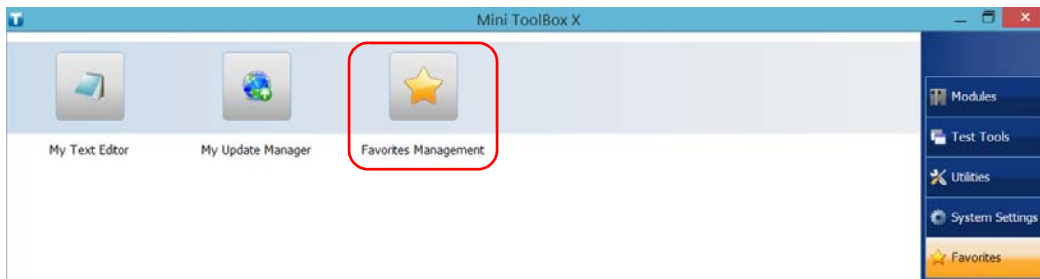 Mini ToolBox X
My Text Editor
My Update Manager
Favorites Management
Modules
Test Tools
Utilities
System Settings
Favorites